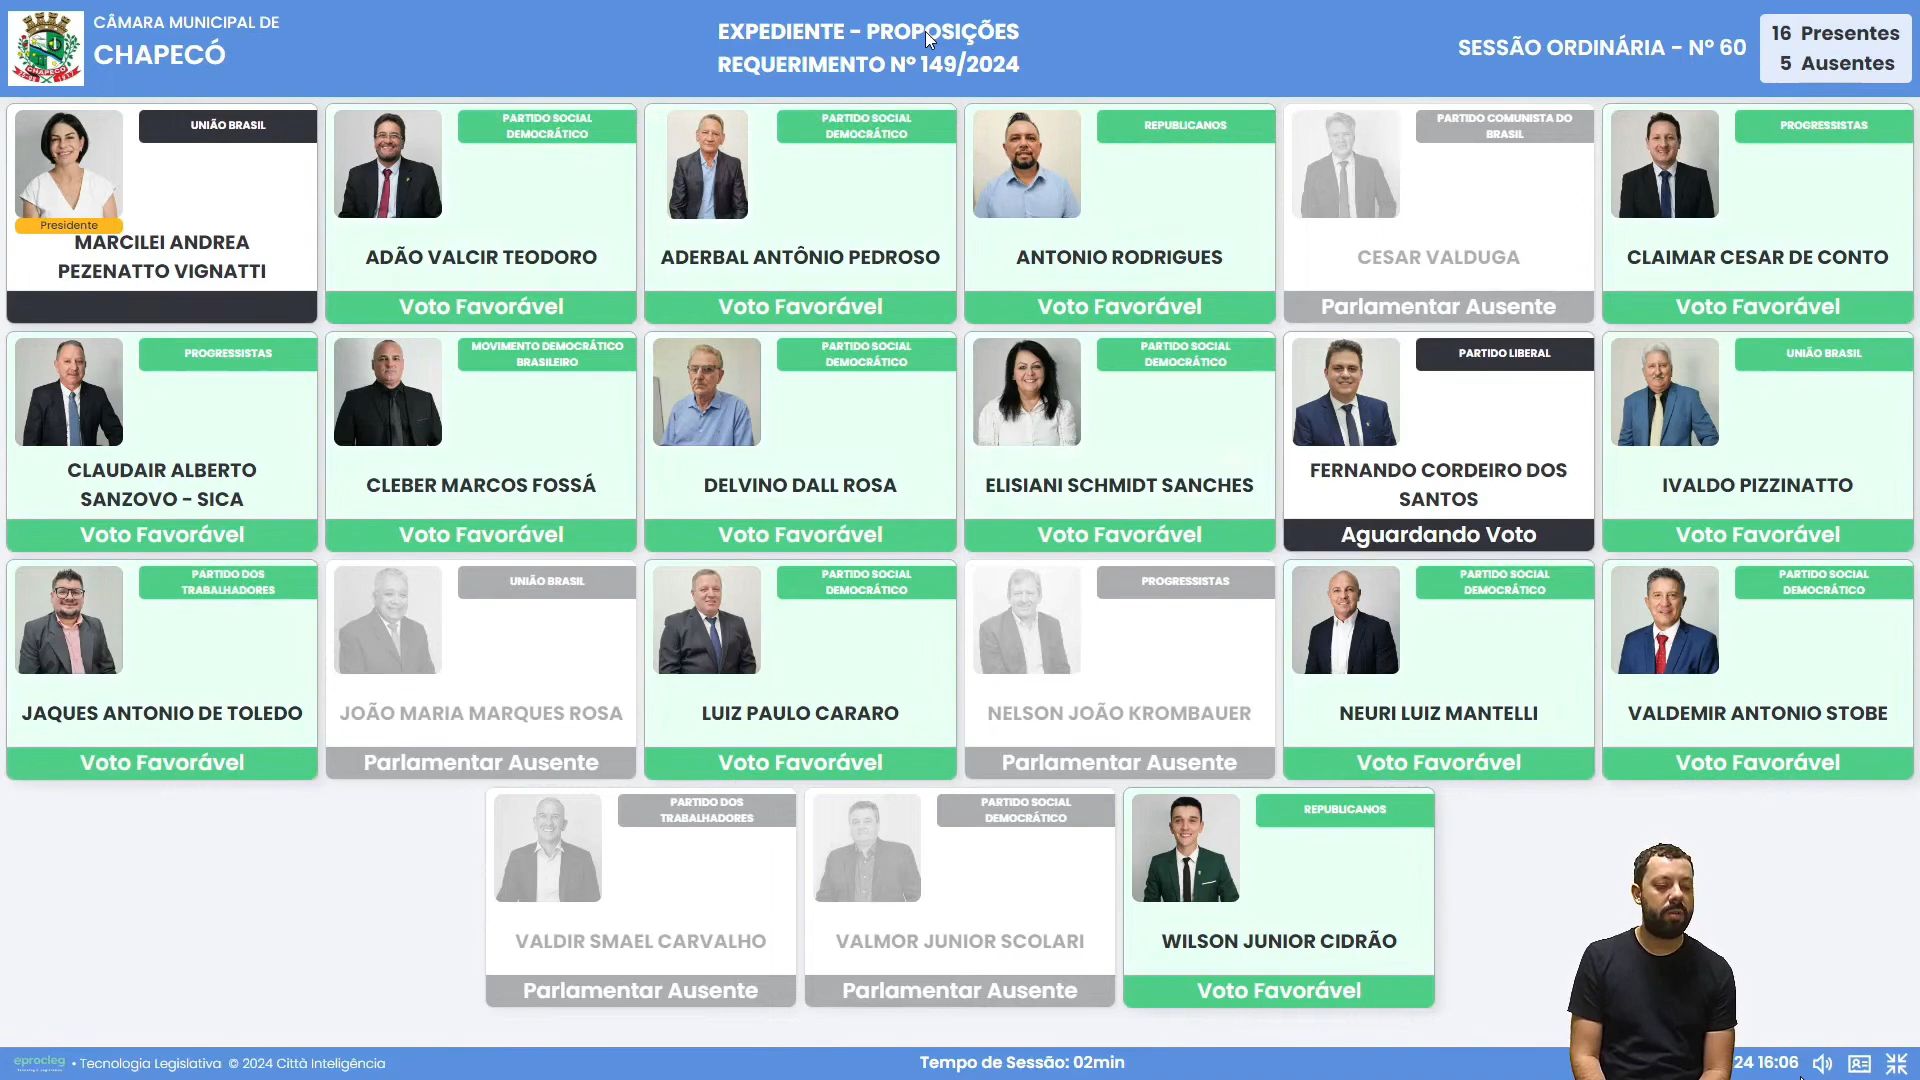 CÂMARA MUNICIPAL DE
CHAPECÓ
EXPEDIENTE - PROPOSIÇÕES
REQUERIMENTO Nº 149/2024
SESSÃO ORDINÁRIA - Nº 60
16 Presentes
5 Ausentes
UNIÃO BRASIL
Presidente
MARCILEI ANDREA
PEZENATTO VIGNATTI
PARTIDO SOCIAL
DEMOCRÁTICO
ADÃO VALCIR TEODORO
Voto Favorável
PARTIDO SOCIAL
DEMOCRÁTICO
ADERBAL ANTÔNIO PEDROSO
Voto Favorável
REPUBLICANOS
ANTONIO RODRIGUES
Voto Favorável
PARTIDO COMUNISTA DO
BRASIL
CESAR VALDUGA
Parlamentar Ausente
PROGRESSISTAS
CLAIMAR CESAR DE CONTO
Voto Favorável
PROGRESSISTAS
CLAUDAIR ALBERTO
SANZOVO - SICA
Voto Favorável
MOVIMENTO DEMOCRÁTICO
BRASILEIRO
CLEBER MARCOS FOSSÁ
Voto Favorável
PARTIDO SOCIAL
DEMOCRÁTICO
DELVINO DALL ROSA
Voto Favorável
PARTIDO SOCIAL
DEMOCRÁTICO
ELISIANI SCHMIDT SANCHES
Voto Favorável
PARTIDO LIBERAL
FERNANDO CORDEIRO DOS
SANTOS
Aguardando Voto
UNIÃO BRASIL
IVALDO PIZZINATTO
Voto Favorável
PARTIDO DOS
TRABALHADORES
JAQUES ANTONIO DE TOLEDO
Voto Favorável
UNIÃO BRASIL
JOÃO MARIA MARQUES ROSA
Parlamentar Ausente
PARTIDO SOCIAL
DEMOCRÁTICO
LUIZ PAULO CARARO
Voto Favorável
PROGRESSISTAS
NELSON JOÃO KROMBAUER
Parlamentar Ausente
PARTIDO SOCIAL
DEMOCRÁTICO
NEURI LUIZ MANTELLI
Voto Favorável
PARTIDO SOCIAL
DEMOCRÁTICO
VALDEMIR ANTONIO STOBE
Voto Favorável
PARTIDO DOS
TRABALHADORES
VALDIR SMAEL CARVALHO
Parlamentar Ausente
PARTIDO SOCIAL
DEMOCRÁTICO
VALMOR JUNIOR SCOLARI
Parlamentar Ausente
REPUBLICANOS
WILSON JUNIOR CIDRÃO
Voto Favorável
eprocleg • Tecnologia Legislativa © 2024 Città Inteligência
Tempo de Sessão: 02min
24 16:06